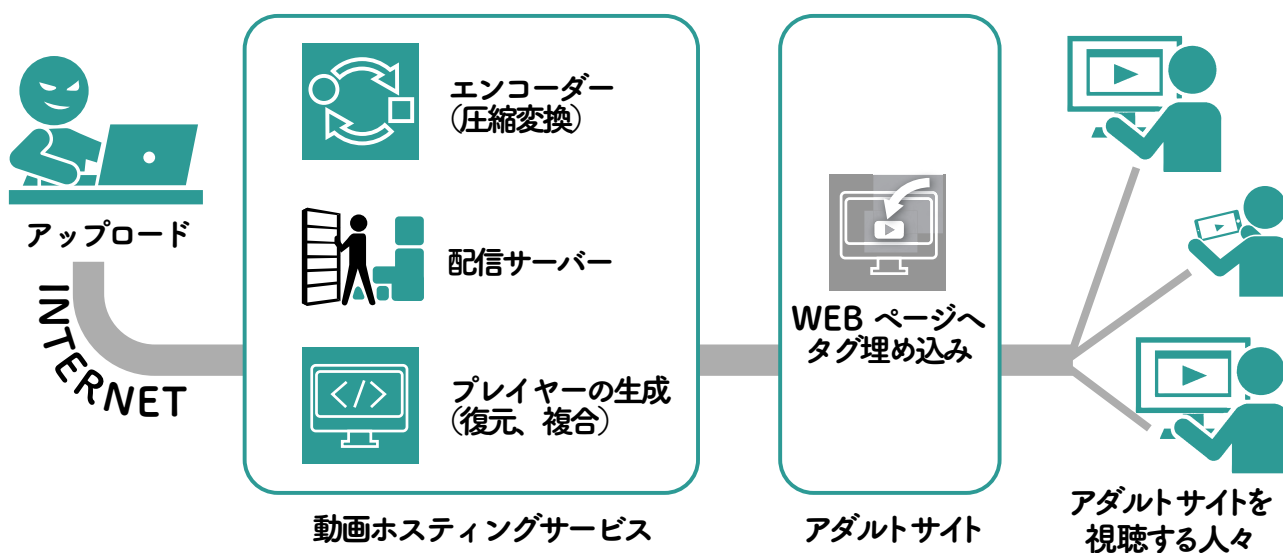 アップロード
INTERNET
エンコーダー
（圧縮変換）
配信サーバー
</>
プレイヤーの生成
（復元、複合）
動画ホスティングサービス
WEB ページへ
タグ埋め込み
アダルトサイト
アダルトサイトを
視聴する人々